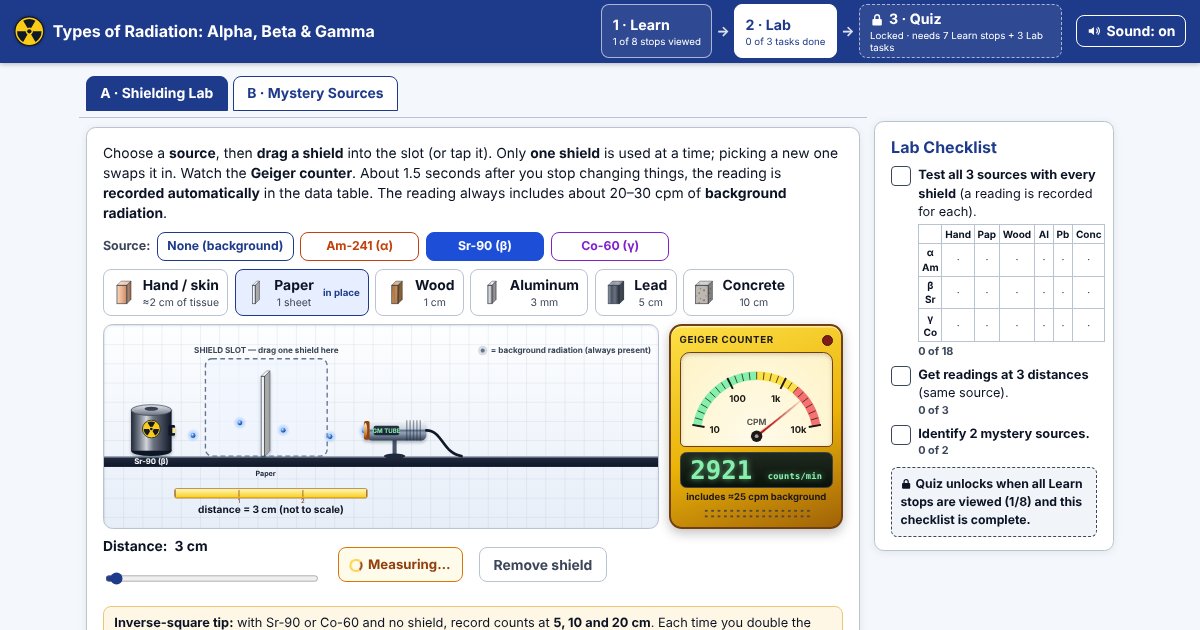 Types of Radiation: Alpha, Beta & Gamma
1 · Learn
1 of 8 stops viewed
→
2 · Lab
0 of 3 tasks done
→
3 · Quiz
Locked · needs 7 Learn stops + 3 Lab
tasks
Sound: on
A · Shielding Lab
B · Mystery Sources
Choose a source, then drag a shield into the slot (or tap it). Only one shield is used at a time; picking a new one
swaps it in. Watch the Geiger counter. About 1.5 seconds after you stop changing things, the reading is
recorded automatically in the data table. The reading always includes about 20–30 cpm of background
radiation.
Source: None (background) Am-241 (α) Sr-90 (β) Co-60 (γ)
Hand / skin
≈2 cm of tissue
Paper
1 sheet
in place
Wood
1 cm
Aluminum
3 mm
Lead
5 cm
Concrete
10 cm
SHIELD SLOT — drag one shield here
= background radiation (always present)
GM TUBE
Sr-90 (β)
Paper
1 2
distance = 3 cm (not to scale)
GEIGER COUNTER
10 100 1k 10k
CPM
2921 counts/min
includes ≈25 cpm background
Distance: 3 cm
Measuring...
Remove shield
Inverse-square tip: with Sr-90 or Co-60 and no shield, record counts at 5, 10 and 20 cm. Each time you double the
Lab Checklist
Test all 3 sources with every
shield (a reading is recorded
for each).
Hand Pap Wood Al Pb Conc
α
Am · · · · · ·
β
Sr · · · · · ·
γ
Co · · · · · ·
0 of 18
Get readings at 3 distances
(same source).
0 of 3
Identify 2 mystery sources.
0 of 2
Quiz unlocks when all Learn
stops are viewed (1/8) and this
checklist is complete.